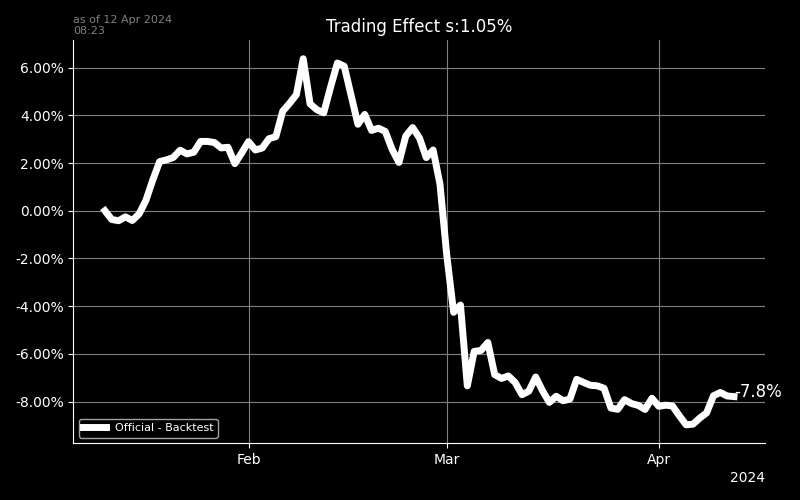 as of 12 Apr 2024
08:23
Trading Effect s:1.05%
6.00%
4.00%
2.00%
0.00%
-2.00%
-4.00%
-6.00%
-8.00%
-7.8%
Official - Backtest
Feb
Mar
Apr
2024